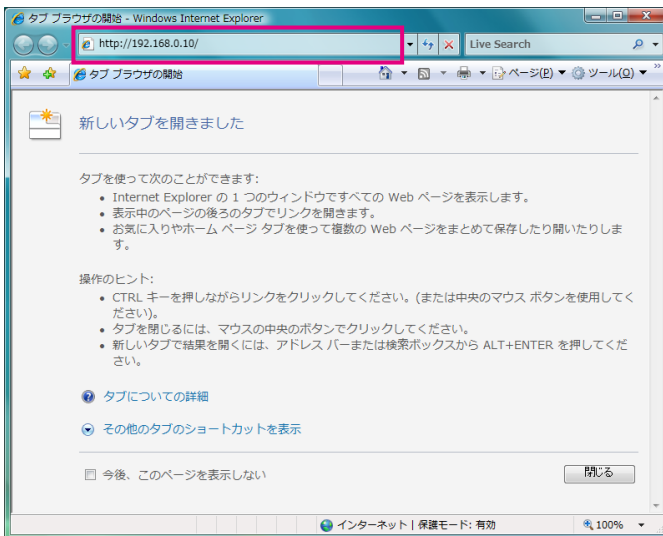 タブ ブラウザの開始 - Windows Internet Explorer
http://192.168.0.10/
Live Search
タブ ブラウザの開始
ページ(P) ツール(O)
新しいタブを開きました
タブを使って次のことができます:
• Internet Explorer の 1 つのウィンドウですべての Web ページを表示します。
• 表示中のページの後ろのタブでリンクを開きます。
• お気に入りやホーム ページ タブを使って複数の Web ページをまとめて保存したり開いたりしま
す。
操作のヒント:
• CTRL キーを押しながらリンクをクリックしてください。(または中央のマウス ボタンを使用してく
ださい)。
• タブを閉じるには、マウスの中央のボタンでクリックしてください。
• 新しいタブで結果を開くには、アドレス バーまたは検索ボックスから ALT+ENTER を押してくだ
さい。
タブについての詳細
その他のタブのショートカットを表示
今後、このページを表示しない
閉じる
インターネット | 保護モード: 有効
100%